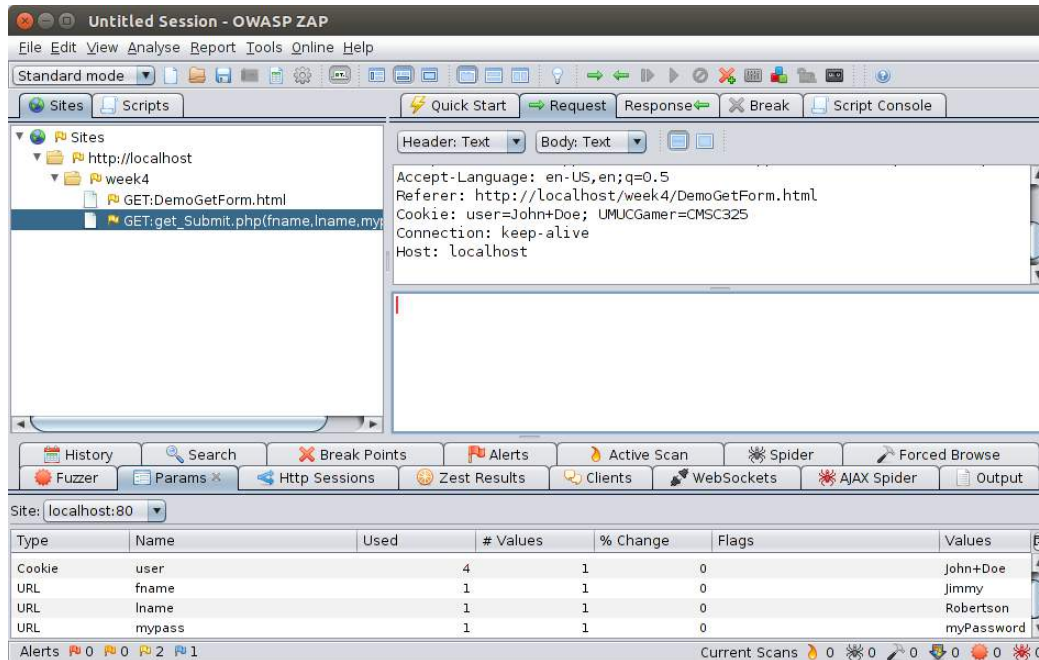 Untitled Session - OWASP ZAP
File Edit View Analyse Report Tools Online Help
Standard mode
Sites Scripts
Quick Start Request Response Break Script Console
Sites
http://localhost
week4
GET:DemoGetForm.html
GET:get_Submit.php(fname,lname,myp
Header: Text Body: Text
Accept-Language: en-US,en;q=0.5
Referer: http://localhost/week4/DemoGetForm.html
Cookie: user=John+Doe; UMUCGamer=CMSC325
Connection: keep-alive
Host: localhost
History Search Break Points Alerts Active Scan Spider Forced Browse
Fuzzer Params Http Sessions Zest Results Clients WebSockets AJAX Spider Output
Site: localhost:80
Type Name Used # Values % Change Flags Values
Cookie user 4 1 0 John+Doe
URL fname 1 1 0 Jimmy
URL lname 1 1 0 Robertson
URL mypass 1 1 0 myPassword
Alerts 0 0 2 1 Current Scans 0 0 0 0 0 0